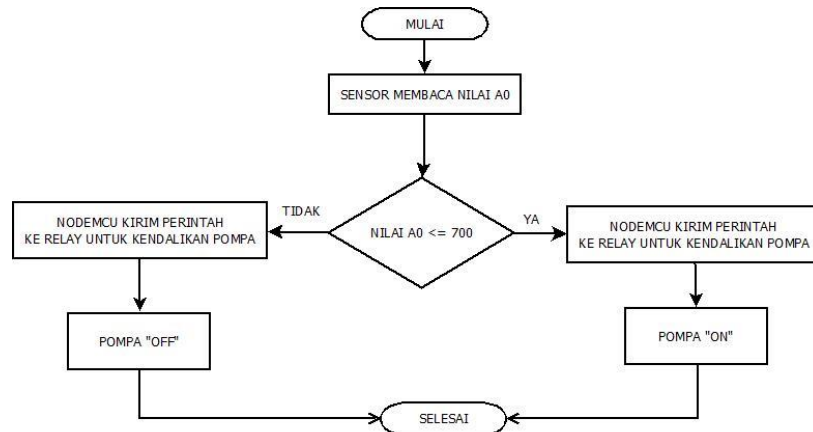 MULAI
SENSOR MEMBACA NILAI A0
NILAI A0 <= 700
TIDAK
YA
NODEMCU KIRIM PERINTAH
KE RELAY UNTUK KENDALIKAN POMPA
NODEMCU KIRIM PERINTAH
KE RELAY UNTUK KENDALIKAN POMPA
POMPA "OFF"
POMPA "ON"
SELESAI